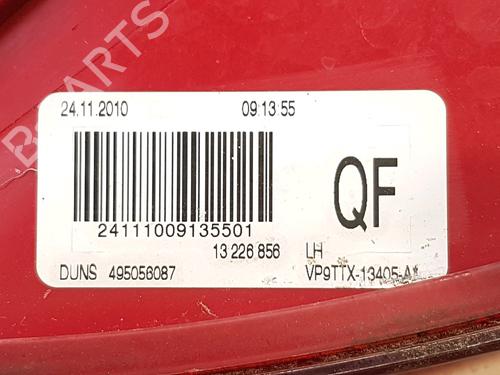 B-PARTS
24.11.2010 09:13:55
QF
24111009135501
13 226 856 LH
DUNS 495056087 VP9TTX-13405-A*